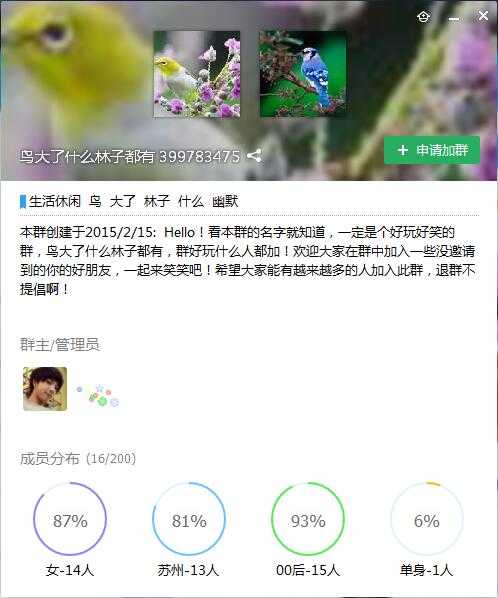 鸟大了什么林子都有 399783475
+ 申请加群
生活休闲 鸟 大了 林子 什么 幽默
本群创建于2015/2/15: Hello！看本群的名字就知道，一定是个好玩好笑的
群，鸟大了什么林子都有，群好玩什么人都加！欢迎大家在群中加入一些没邀请
到的你的好朋友，一起来笑笑吧！希望大家能有越来越多的人加入此群，退群不
提倡啊！
群主/管理员
成员分布 (16/200)
87% 81% 93% 6%
女-14人 苏州-13人 00后-15人 单身-1人